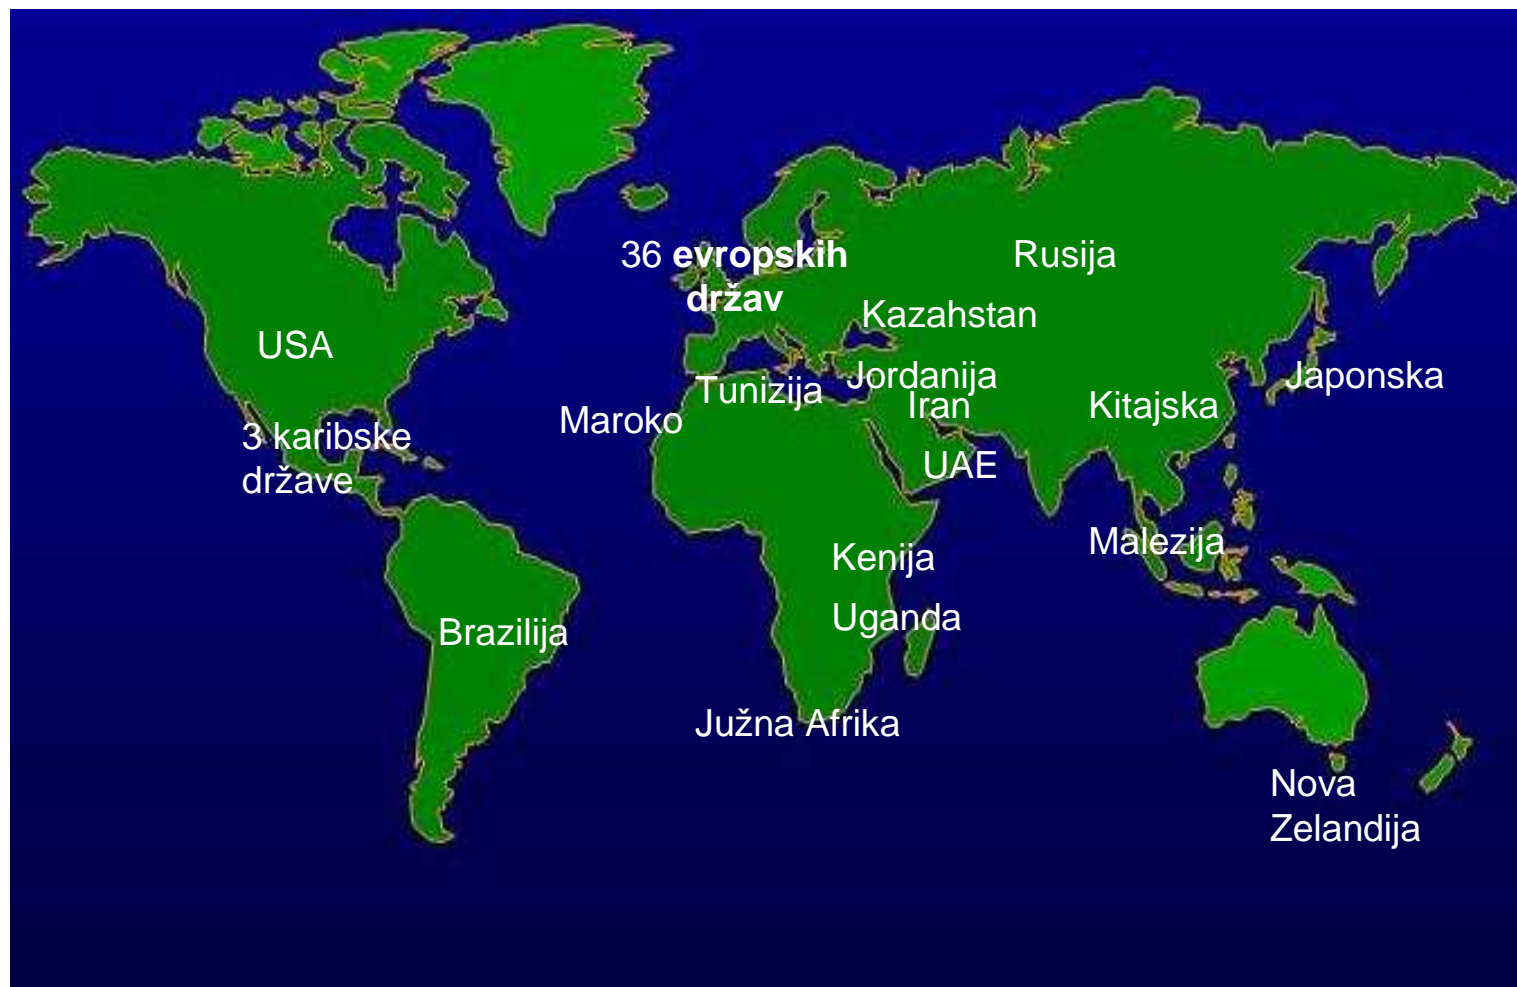 36 evropskih
držav
Rusija
Kazahstan
USA
Jordanija
Japonska
Tunizija
Iran
Kitajska
Maroko
3 karibske
države
UAE
Malezija
Kenija
Uganda
Brazilija
Južna Afrika
Nova
Zelandija